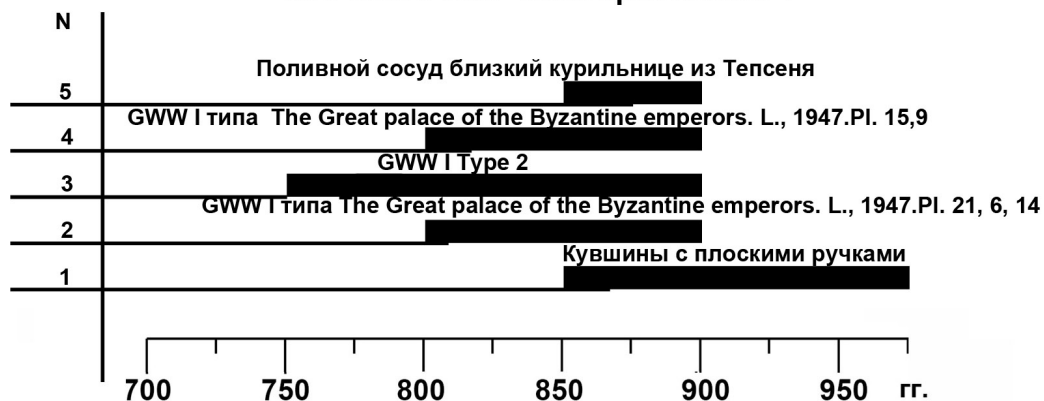 N
Поливной сосуд близкий курильнице из Тепсеня
5
GWW I типа The Great palace of the Byzantine emperors. L., 1947.Pl. 15,9
4
GWW I Type 2
3
GWW I типа The Great palace of the Byzantine emperors. L., 1947.Pl. 21, 6, 14
2
Кувшины с плоскими ручками
1
700 750 800 850 900 950 гг.